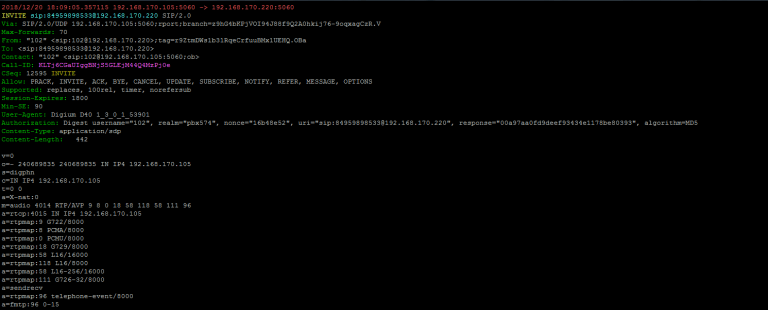 2018/12/20 18:09:05.357115 192.168.170.105:5060 -> 192.168.170.220:5060
INVITE sip:84959898533@192.168.170.220 SIP/2.0
Via: SIP/2.0/UDP 192.168.170.105:5060;rport;branch=
Max-Forwards: 70
From: "102" <sip:102@192.168.170.220>;
To: <sip:84959898533@192.168.170.220>
Contact: "102" <sip:102@192.168.170.105:5060;ob>
Call-ID:
CSeq: 12595 INVITE
Allow: PRACK, INVITE, ACK, BYE, CANCEL, UPDATE, SUBSCRIBE, NOTIFY, REFER, MESSAGE, OPTIONS
Supported: replaces, 100rel, timer, norefersub
Session-Expires: 1800
Min-SE: 90
User-Agent: Digium D40 1_3_0_1_53901
Authorization: Digest username="102", realm="pbx574", nonce="16b48e52", uri="sip:84959898533@192.168.170.220", response="00a97aa0fd9deef93434e1178be80393", algorithm=MD5
Content-Type: application/sdp
Content-Length: 442
v=0
o=- 240689835 240689835 IN IP4 192.168.170.105
s=digphn
c=IN IP4 192.168.170.105
t=0 0
a=X-nat:0
m=audio 4014 RTP/AVP 9 8 0 18 58 118 58 111 96
a=rtcp:4015 IN IP4 192.168.170.105
a=rtpmap:9 G722/8000
a=rtpmap:8 PCMA/8000
a=rtpmap:0 PCMU/8000
a=rtpmap:18 G729/8000
a=rtpmap:58 L16/16000
a=rtpmap:118 L16/8000
a=rtpmap:58 L16-256/16000
a=rtpmap:111 G726-32/8000
a=sendrecv
a=rtpmap:96 telephone-event/8000
a=fmtp:96 0-15